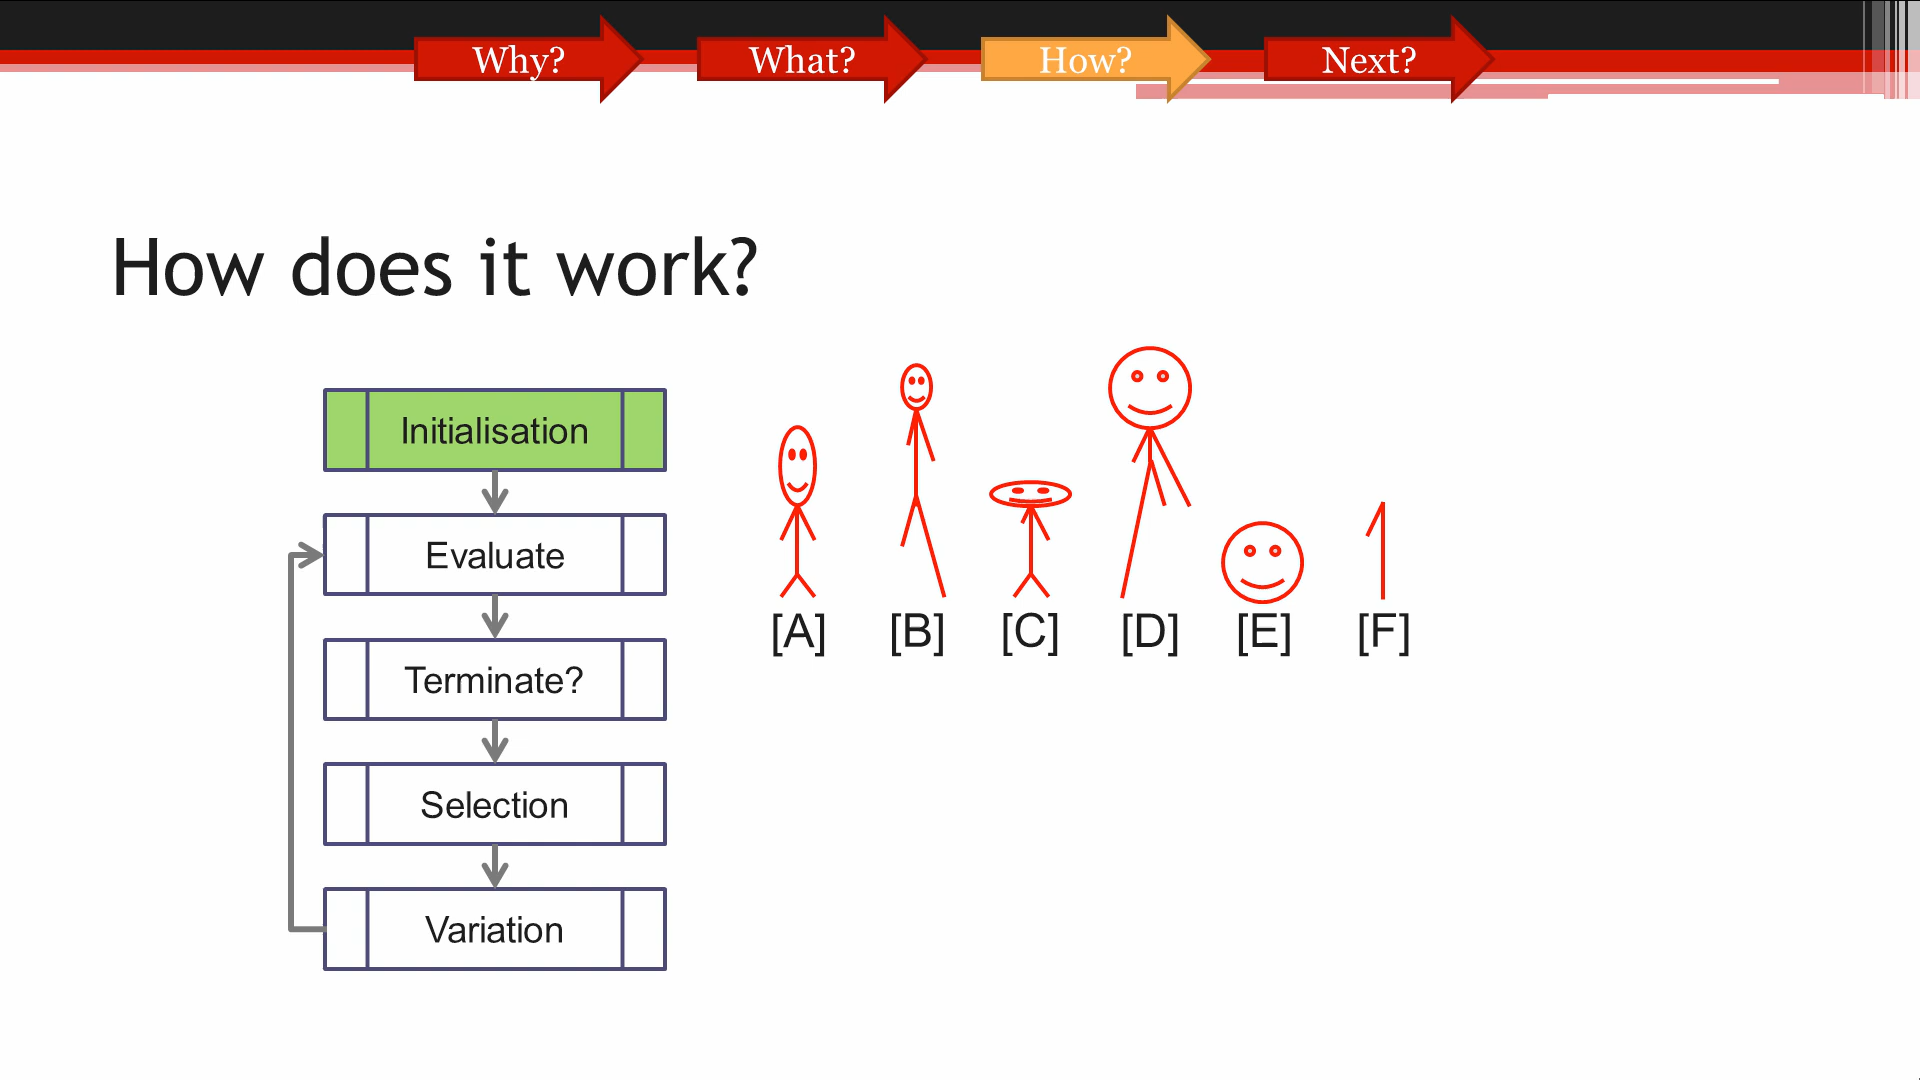 Why?
What?
How?
Next?
How does it work?
Initialisation
Evaluate
Terminate?
Selection
Variation
[A]
[B]
[C]
[D]
[E]
[F]